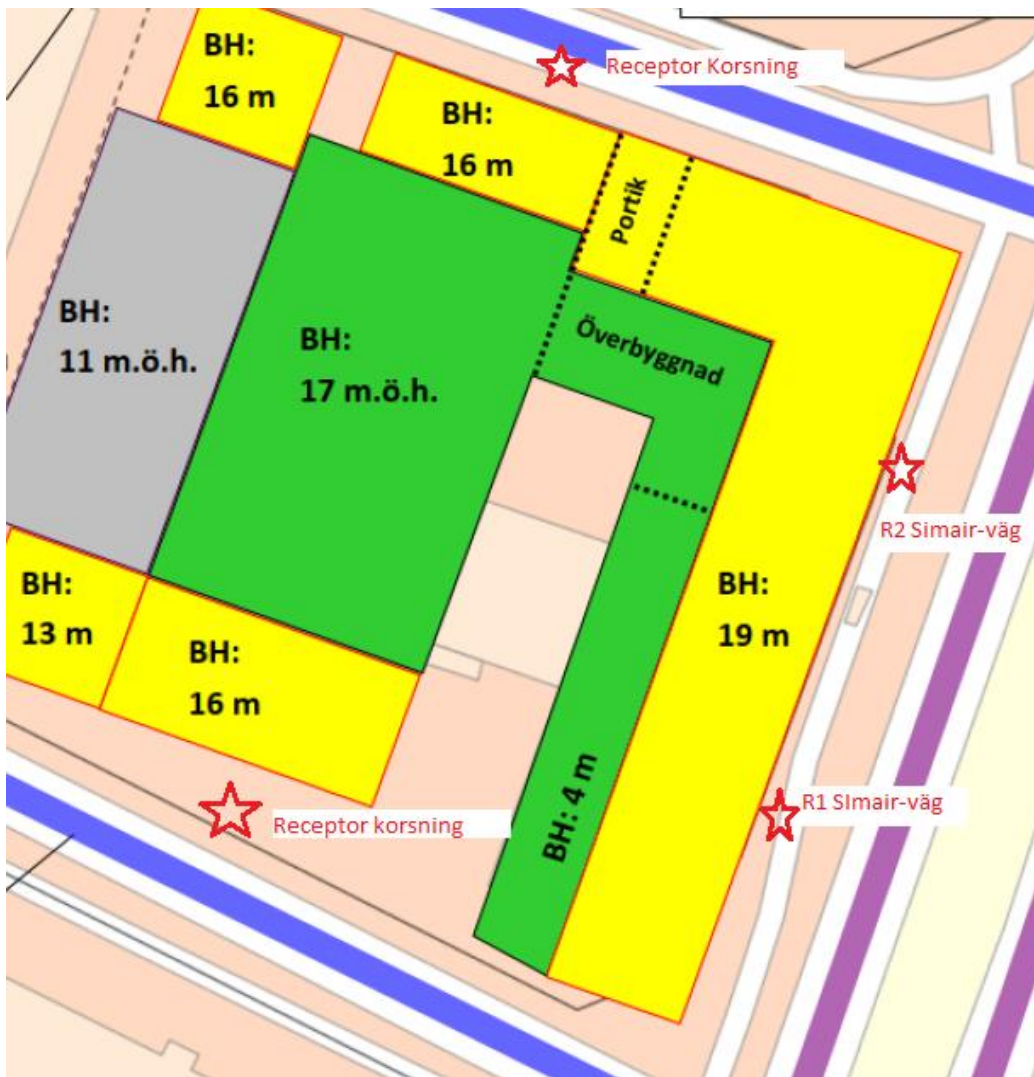 BH:
16 m
Receptor Korsning
BH:
16 m
Portik
BH:
11 m.ö.h.
BH:
17 m.ö.h.
Överbyggnad
R2 Simair-väg
BH:
13 m
BH:
16 m
BH:
19 m
BH: 4 m
R1 SImair-väg
Receptor korsning